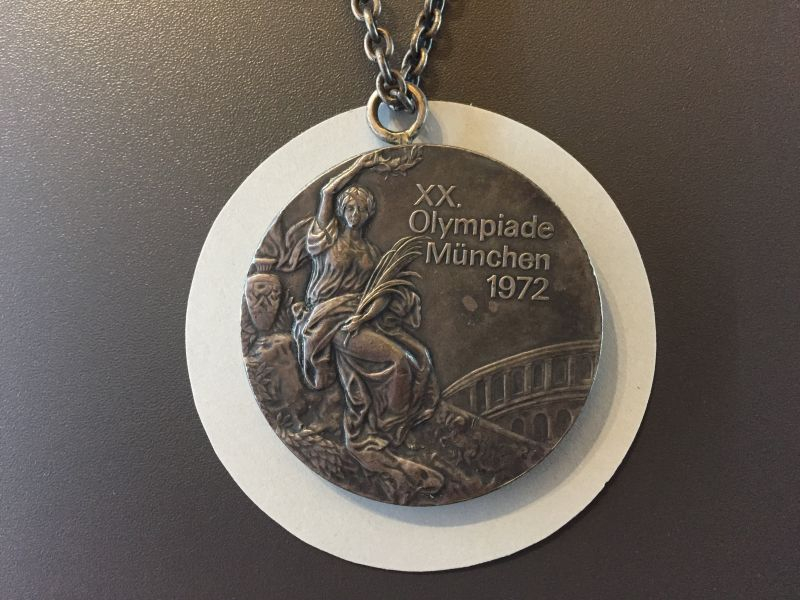 XX.
Olympiade
München
1972